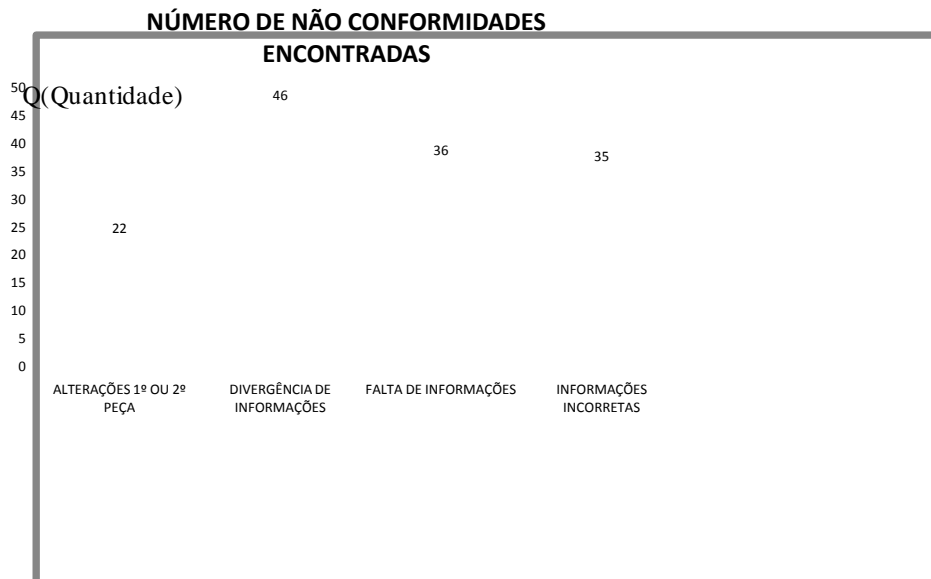 NÚMERO DE NÃO CONFORMIDADES
ENCONTRADAS
Q(Quantidade)
50
45
40
35
30
25
20
15
10
5
0
46
36
35
22
ALTERAÇÕES 1º OU 2º
PEÇA
DIVERGÊNCIA DE
INFORMAÇÕES
FALTA DE INFORMAÇÕES
INFORMAÇÕES
INCORRETAS